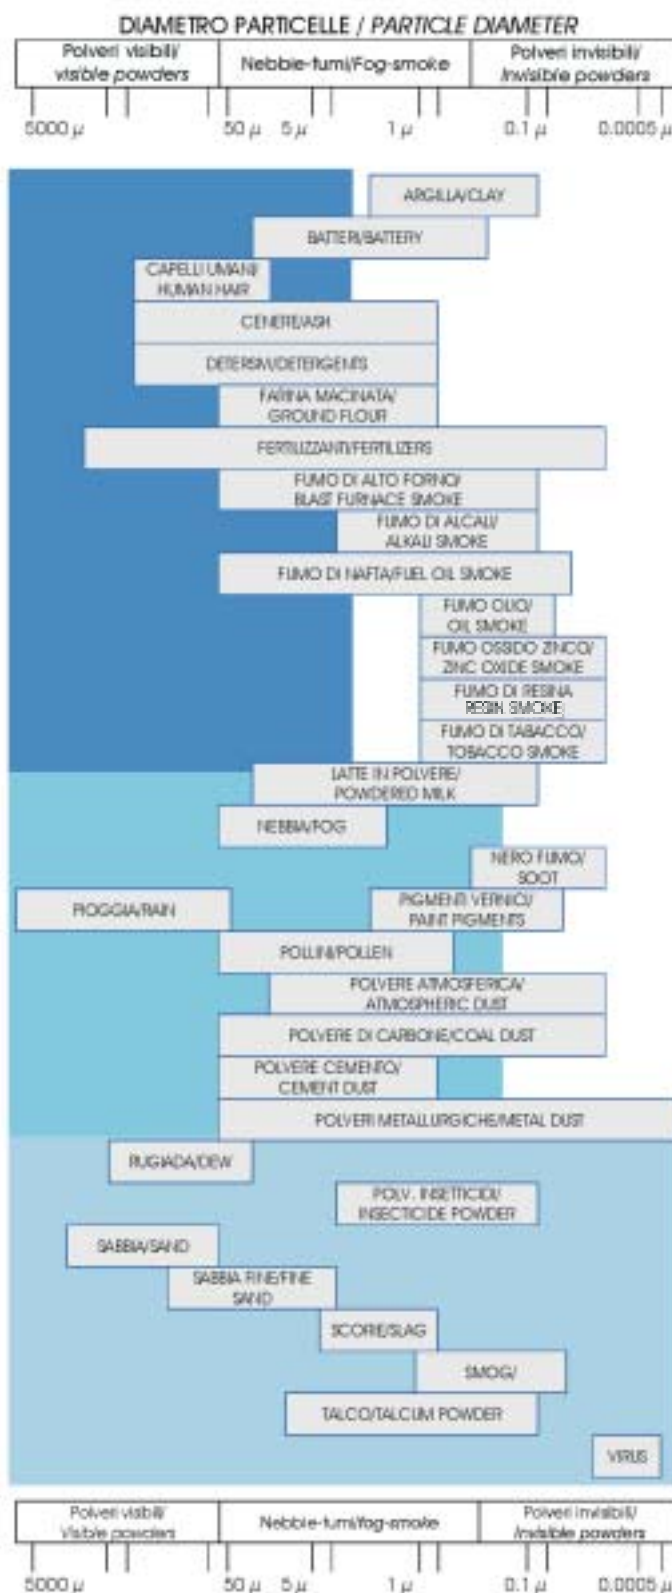 DIAMETRO PARTICELLE / PARTICLE DIAMETER
Polveri visibili/ Nebbie-fumi/Fog-smoke Polveri invisibili/
visible powders Invisible powders
5000 µ 50 µ 5 µ 1 µ 0.1 µ 0.0005 µ
ARGILLA/CLAY
BATTERI/BATTERY
CAPELLI UMANI/
HUMAN HAIR
CENERE/ASH
DETERSIVI/DETERGENTS
FARINA MACINATA/
GROUND FLOUR
FERTILIZZANTI/FERTILIZERS
FUMO DI ALTO FORNO/
BLAST FURNACE SMOKE
FUMO DI ALCALI/
ALKALI SMOKE
FUMO DI NAFTA/FUEL OIL SMOKE
FUMO OLIO/
OIL SMOKE
FUMO OSSIDO ZINCO/
ZINC OXIDE SMOKE
FUMO DI RESINA
RESIN SMOKE
FUMO DI TABACCO/
TOBACCO SMOKE
LATTE IN POLVERE/
POWDERED MILK
NEBBIA/FOG
NERO FUMO/
SOOT
PIOGGIA/RAIN
PIGMENTI VERNICI/
PAINT PIGMENTS
POLLINI/POLLEN
POLVERE ATMOSFERICA/
ATMOSPHERIC DUST
POLVERE DI CARBONE/COAL DUST
POLVERE CEMENTO/
CEMENT DUST
POLVERI METALLURGICHE/METAL DUST
RUGIADA/DEW
POLV. INSETTICIDI/
INSECTICIDE POWDER
SABBIA/SAND
SABBIA FINE/FINE
SAND
SCORIE/SLAG
SMOG/
TALCO/TALCUM POWDER
VIRUS
Polveri visibili/ Nebbie-fumi/fog-smoke Polveri invisibili/
Visible powders Invisible powders
5000 µ 50 µ 5 µ 1 µ 0.1 µ 0.0005 µ